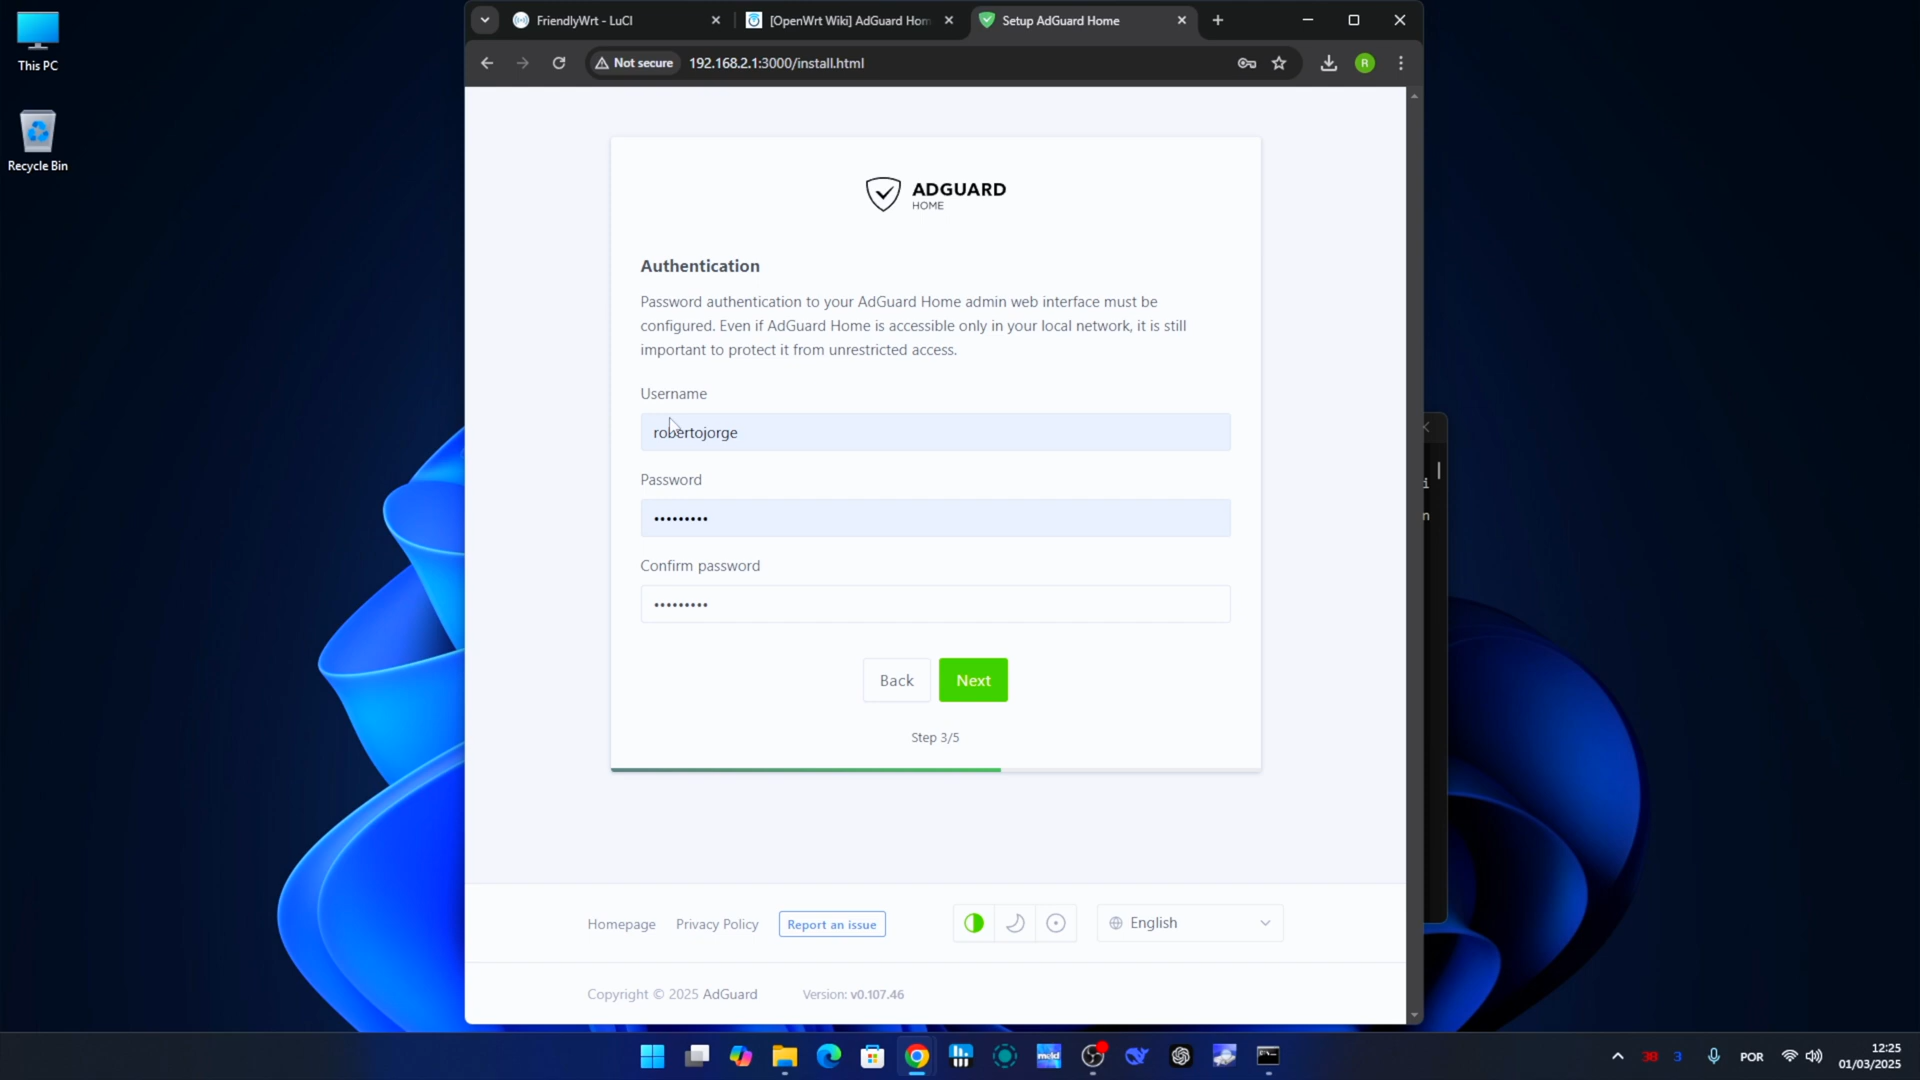 This PC
Recycle Bin
FriendlyWrt - LuCI
[OpenWrt Wiki] AdGuard Hom
Setup AdGuard Home
Not secure
192.168.2.1:3000/install.html
R
ADGUARD
HOME
Authentication
Password authentication to your AdGuard Home admin web interface must be
configured. Even if AdGuard Home is accessible only in your local network, it is still
important to protect it from unrestricted access.
Username
robertojorge
Password
•••••••••
Confirm password
•••••••••
Back
Next
Step 3/5
Homepage
Privacy Policy
Report an issue
English
Copyright © 2025 AdGuard
Version: v0.107.46
i
n
38
3
POR
12:25
01/03/2025